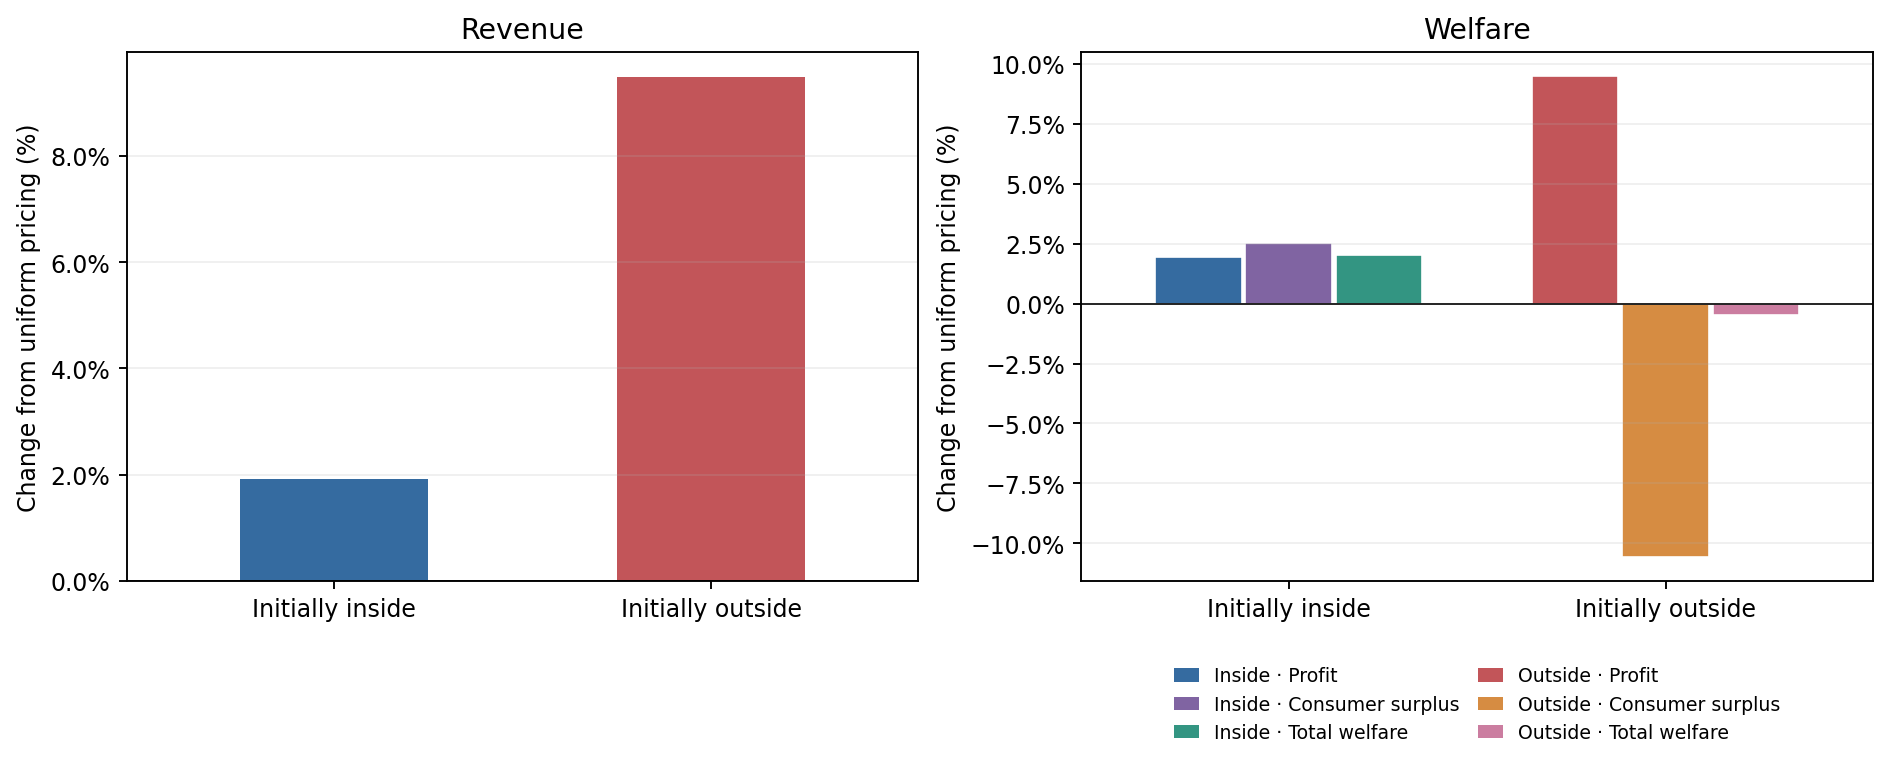 Revenue
Change from uniform pricing (%)
8.0%
6.0%
4.0%
2.0%
0.0%
Initially inside
Initially outside
Welfare
Change from uniform pricing (%)
10.0%
7.5%
5.0%
2.5%
0.0%
−2.5%
−5.0%
−7.5%
−10.0%
Initially inside
Initially outside
Inside · Profit
Inside · Consumer surplus
Inside · Total welfare
Outside · Profit
Outside · Consumer surplus
Outside · Total welfare